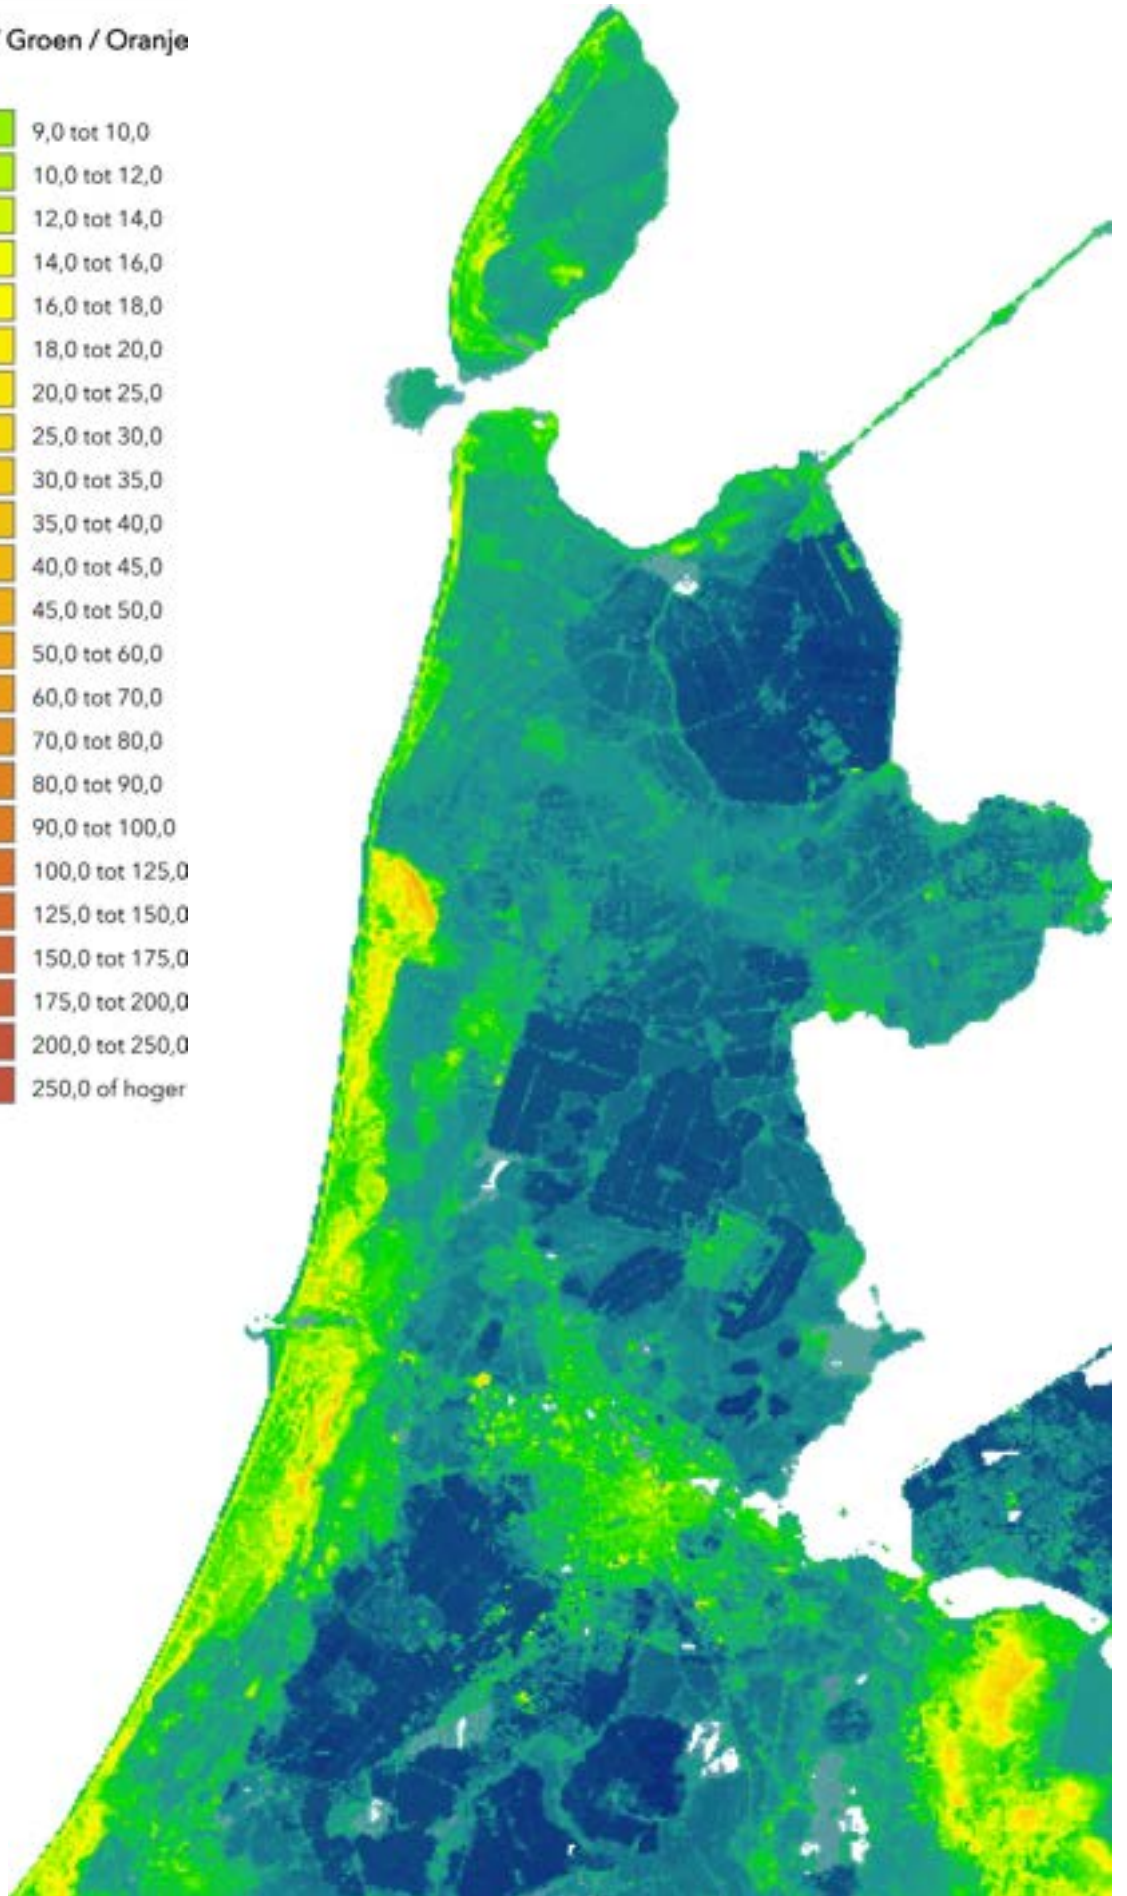 / Groen / Oranje
9,0 tot 10,0
10,0 tot 12,0
12,0 tot 14,0
14,0 tot 16,0
16,0 tot 18,0
18,0 tot 20,0
20,0 tot 25,0
25,0 tot 30,0
30,0 tot 35,0
35,0 tot 40,0
40,0 tot 45,0
45,0 tot 50,0
50,0 tot 60,0
60,0 tot 70,0
70,0 tot 80,0
80,0 tot 90,0
90,0 tot 100,0
100,0 tot 125,0
125,0 tot 150,0
150,0 tot 175,0
175,0 tot 200,0
200,0 tot 250,0
250,0 of hoger